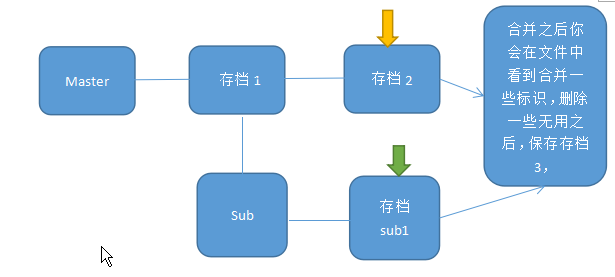 Master
存档 1
存档 2
合并之后你
会在文件中
看到合并一
些标识，删除
一些无用之
后，保存存档
3，
Sub
存档
sub1